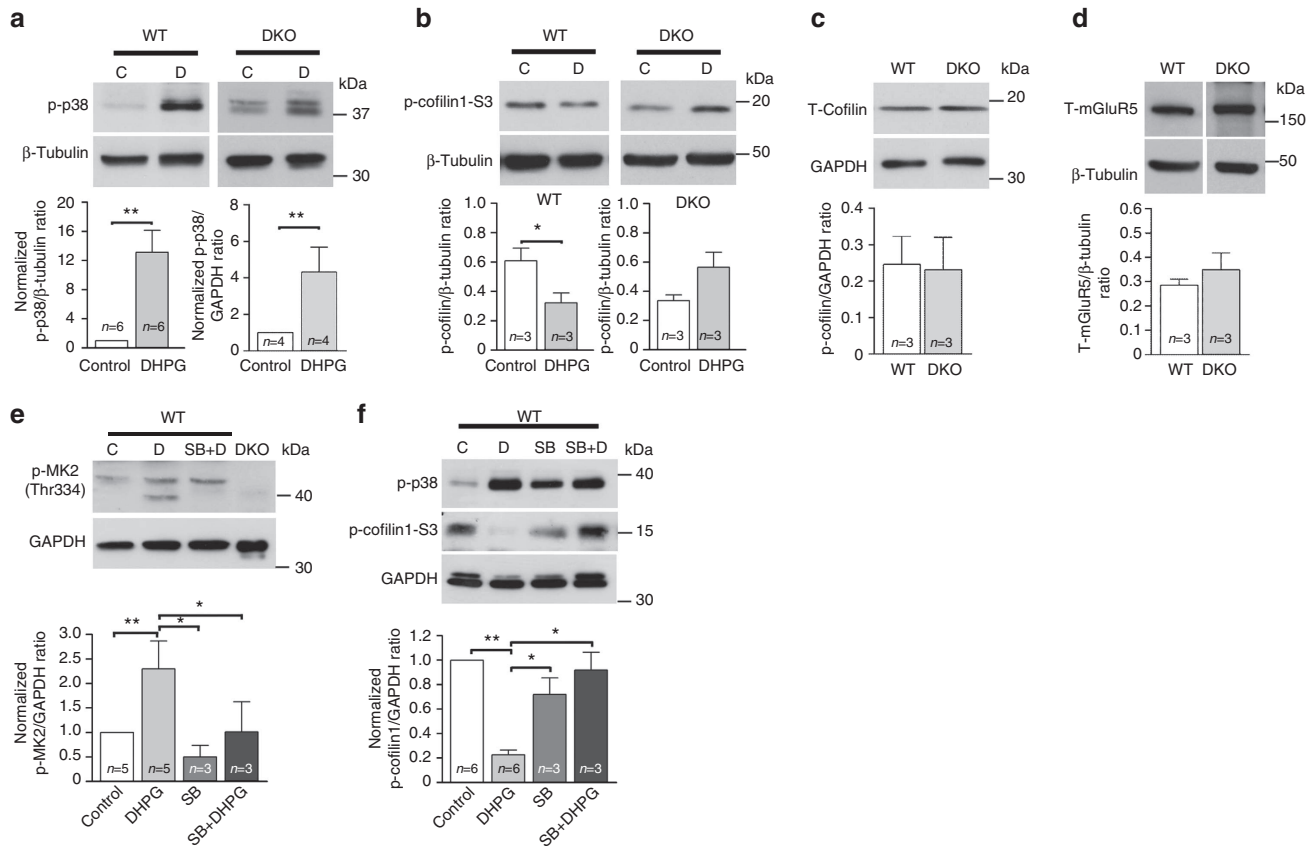 a
WT DKO
C D C D kDa
p-p38
37
β-Tubulin
30
Normalized
p-p38/β-tubulin ratio
20
16
12
8
4
0
**
n=6 n=6
Control DHPG
Normalized p-p38/
GAPDH ratio
8
6
4
2
0
**
n=4 n=4
Control DHPG
b
WT DKO
C D C D kDa
p-cofilin1-S3
20
β-Tubulin
50
WT
p-cofilin/β-tubulin ratio
1.0
0.8
0.6
0.4
0.2
0
*
n=3 n=3
Control DHPG
DKO
p-cofilin/β-tubulin ratio
1.0
0.8
0.6
0.4
0.2
0
n=3 n=3
Control DHPG
c
WT DKO kDa
T-Cofilin
20
GAPDH
30
p-cofilin/GAPDH ratio
0.4
0.3
0.2
0.1
0
n=3 n=3
WT DKO
d
WT DKO kDa
T-mGluR5
150
β-Tubulin
50
T-mGluR5/β-tubulin
ratio
0.6
0.5
0.4
0.3
0.2
0.1
0
n=3 n=3
WT DKO
e
WT
C D SB+D DKO kDa
p-MK2
(Thr334)
40
GAPDH
30
Normalized
p-MK2/GAPDH ratio
3.0
2.5
2.0
1.5
1.0
0.5
0
** * *
n=5 n=5 n=3 n=3
Control DHPG SB SB+DHPG
f
WT
C D SB SB+D kDa
p-p38
40
p-cofilin1-S3
15
GAPDH
30
Normalized
p-cofilin1/GAPDH ratio
1.2
1.0
0.8
0.6
0.4
0.2
0
** * *
n=6 n=6 n=3 n=3
Control DHPG SB SB+DHPG